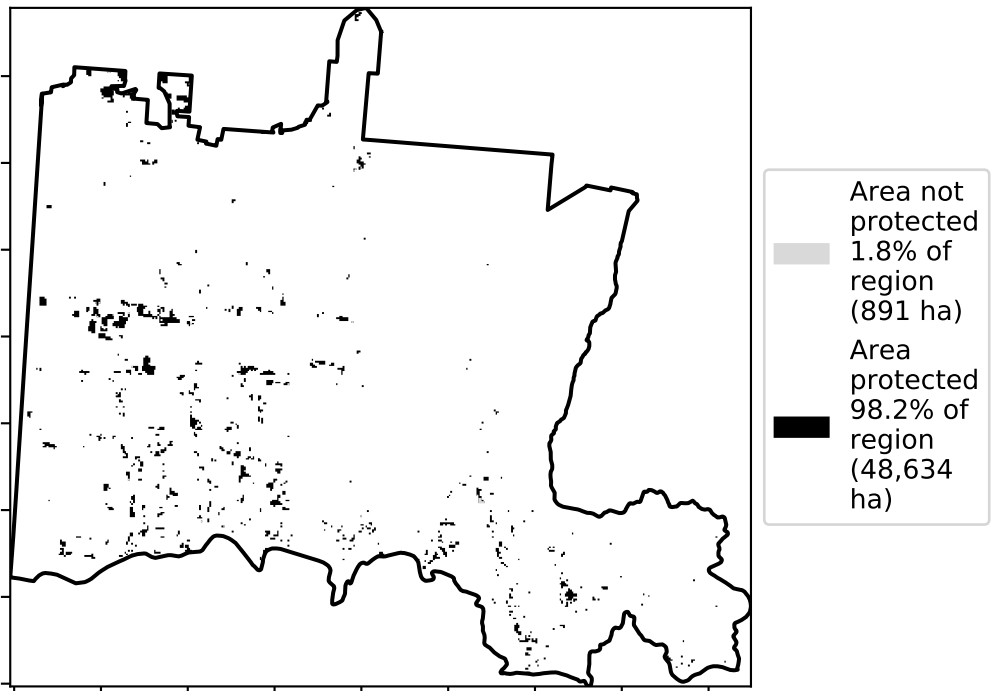 Area not
protected
1.8% of
region
(891 ha)
Area
protected
98.2% of
region
(48,634
ha)